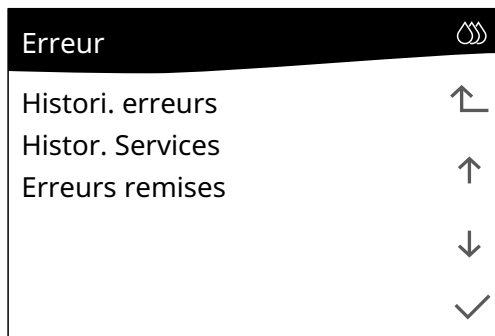 Erreur
Histori. erreurs
Histor. Services
Erreurs remises